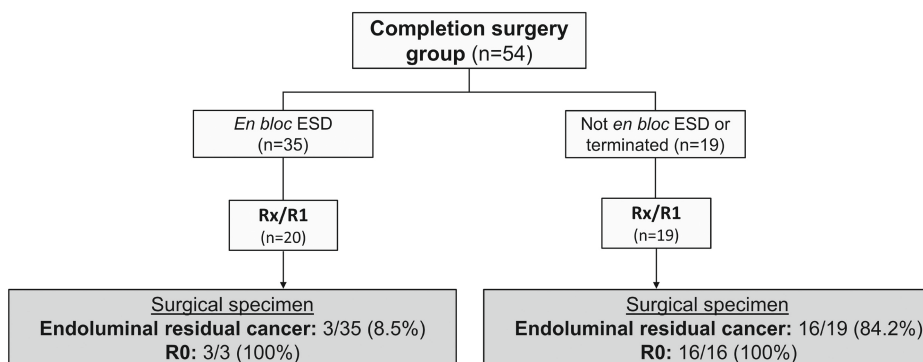 Completion surgery
group (n=54)
En bloc ESD
(n=35)
Not en bloc ESD or
terminated (n=19)
Rx/R1
(n=20)
Rx/R1
(n=19)
Surgical specimen
Endoluminal residual cancer: 3/35 (8.5%)
R0: 3/3 (100%)
Surgical specimen
Endoluminal residual cancer: 16/19 (84.2%)
R0: 16/16 (100%)